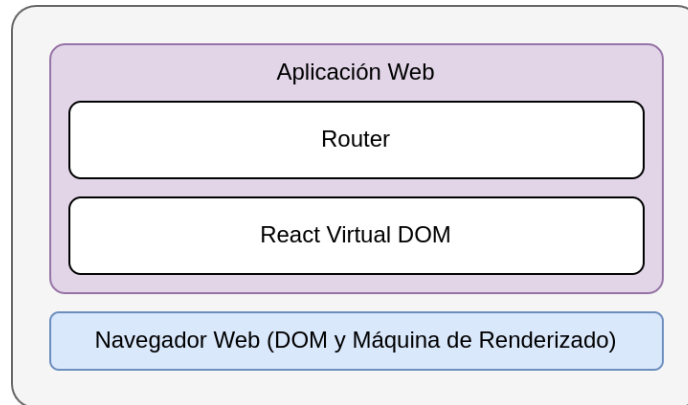 Aplicación Web
Router
React Virtual DOM
Navegador Web (DOM y Máquina de Renderizado)